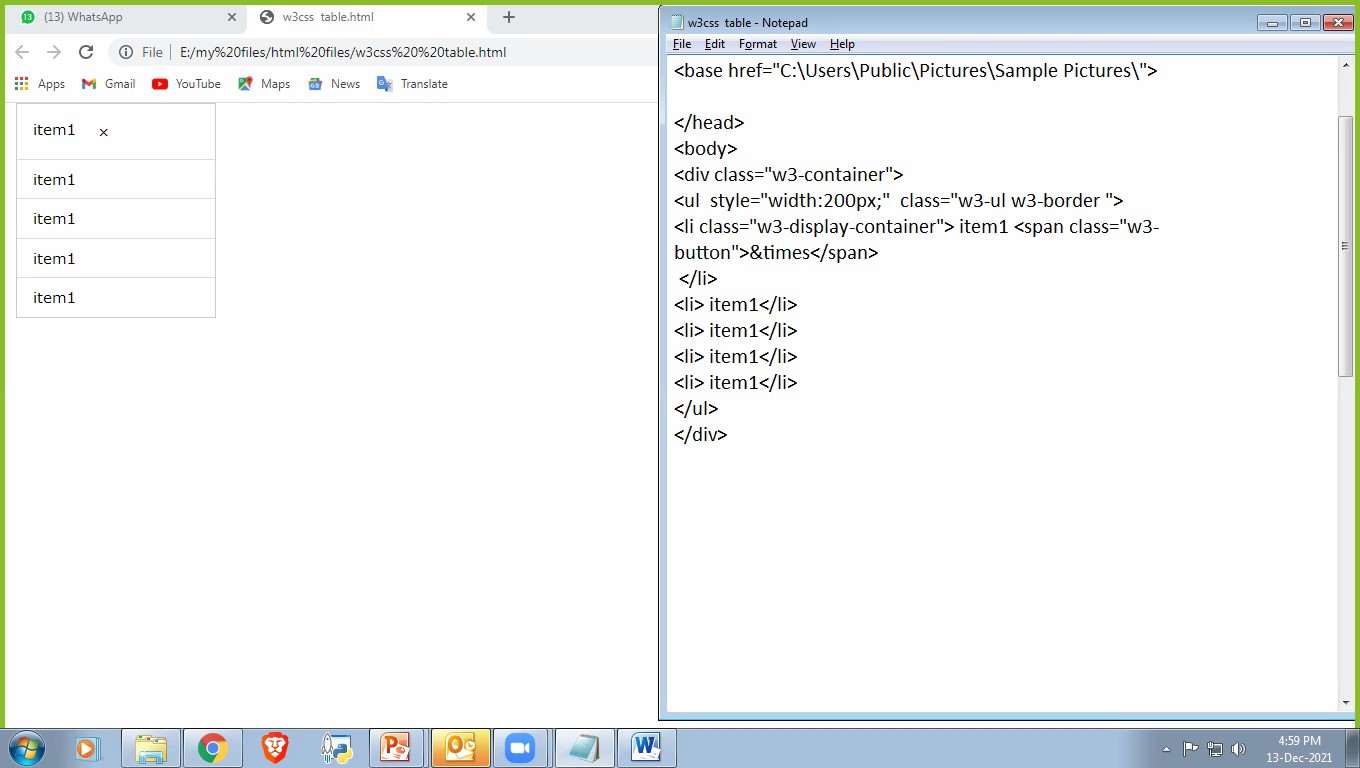 (13) WhatsApp
w3css table.html
File
E:/my%20files/html%20files/w3css%20%20table.html
Apps
Gmail
YouTube
Maps
News
Translate
item1 ×
item1
item1
item1
item1
w3css table - Notepad
File Edit Format View Help
<base href="C:\Users\Public\Pictures\Sample Pictures\">
</head>
<body>
<div class="w3-container">
<ul  style="width:200px;"  class="w3-ul w3-border ">
<li class="w3-display-container"> item1 <span class="w3-
button">&times</span>
 </li>
<li> item1</li>
<li> item1</li>
<li> item1</li>
<li> item1</li>
</ul>
</div>
4:59 PM
13-Dec-2021